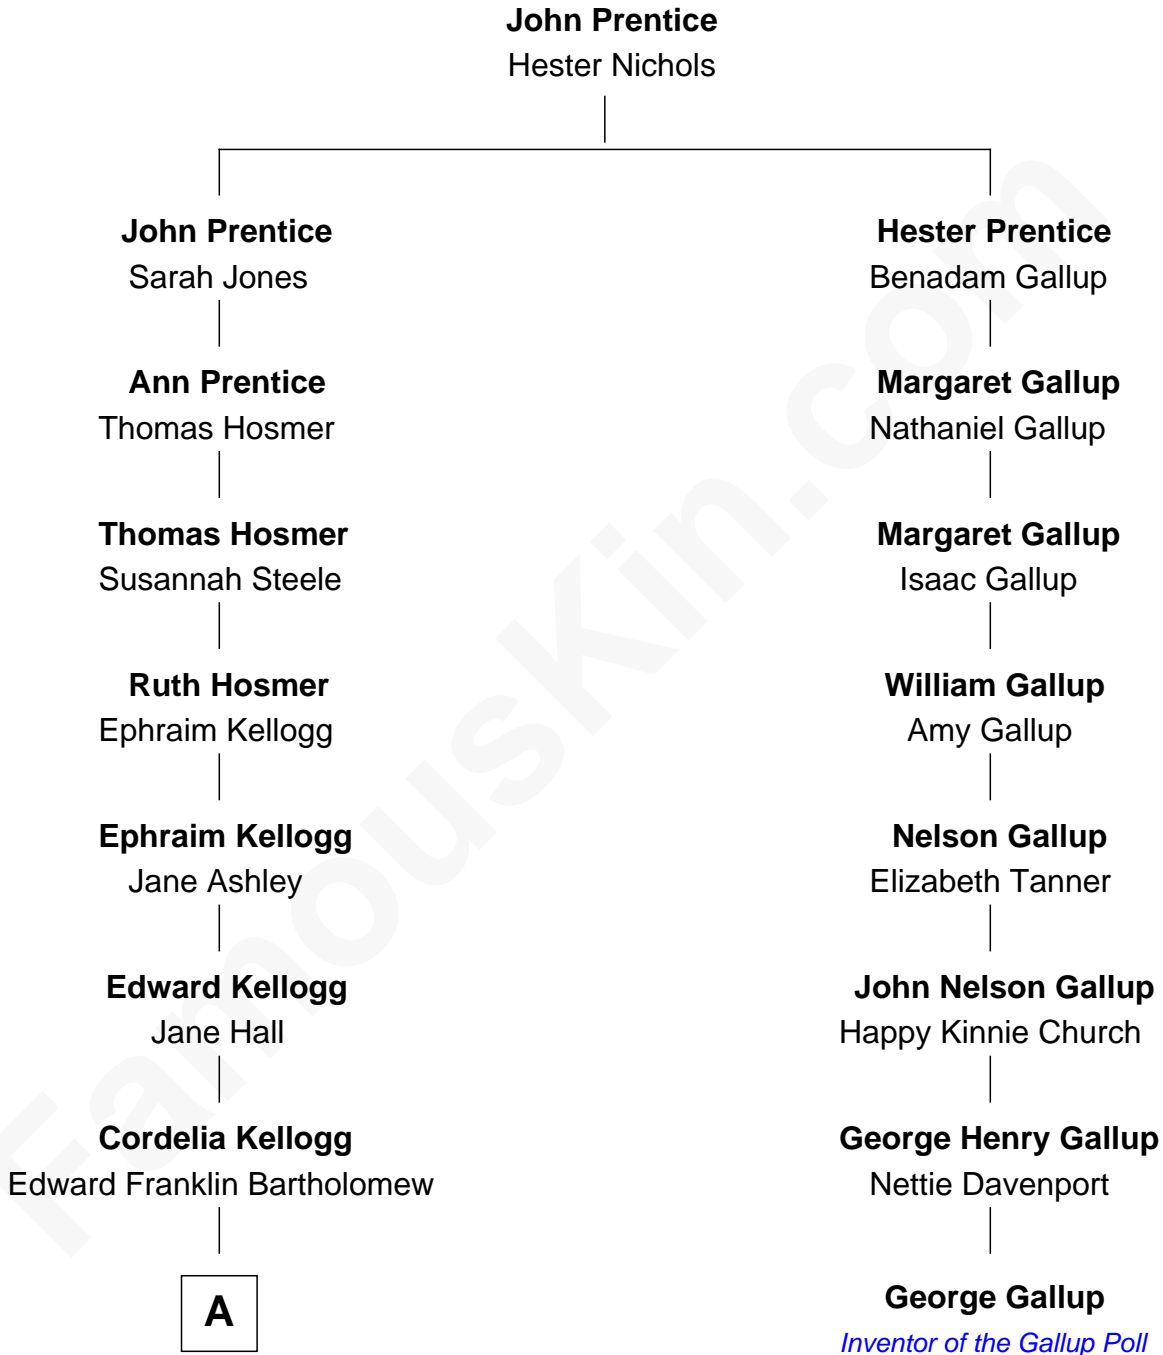 John Prentice
Hester Nichols
John Prentice
Sarah Jones
Hester Prentice
Benadam Gallup
Ann Prentice
Thomas Hosmer
Margaret Gallup
Nathaniel Gallup
Thomas Hosmer
Susannah Steele
Margaret Gallup
Isaac Gallup
Ruth Hosmer
Ephraim Kellogg
William Gallup
Amy Gallup
Ephraim Kellogg
Jane Ashley
Nelson Gallup
Elizabeth Tanner
Edward Kellogg
Jane Hall
John Nelson Gallup
Happy Kinnie Church
Cordelia Kellogg
Edward Franklin Bartholomew
George Henry Gallup
Nettie Davenport
A
George Gallup
Inventor of the Gallup Poll
FamousKin.com